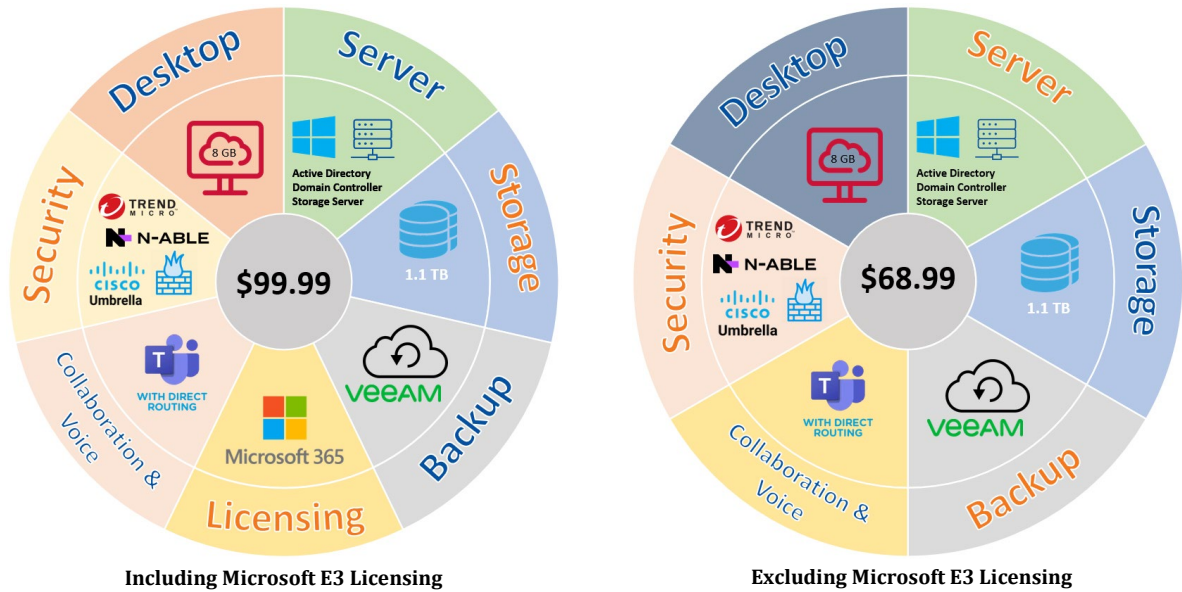 Desktop
Server
8 GB
Active Directory
Domain Controller
Storage Server
Storage
1.1 TB
Security
TREND
MICRO
N-ABLE
CISCO
Umbrella
$99.99
T
WITH DIRECT
ROUTING
Collaboration &
Voice
Microsoft 365
Licensing
veeAM
Backup
Including Microsoft E3 Licensing
Desktop
Server
8 GB
Active Directory
Domain Controller
Storage Server
Storage
1.1 TB
Security
TREND
MICRO
N-ABLE
CISCO
Umbrella
$68.99
T
WITH DIRECT
ROUTING
Collaboration &
Voice
veeAM
Backup
Excluding Microsoft E3 Licensing